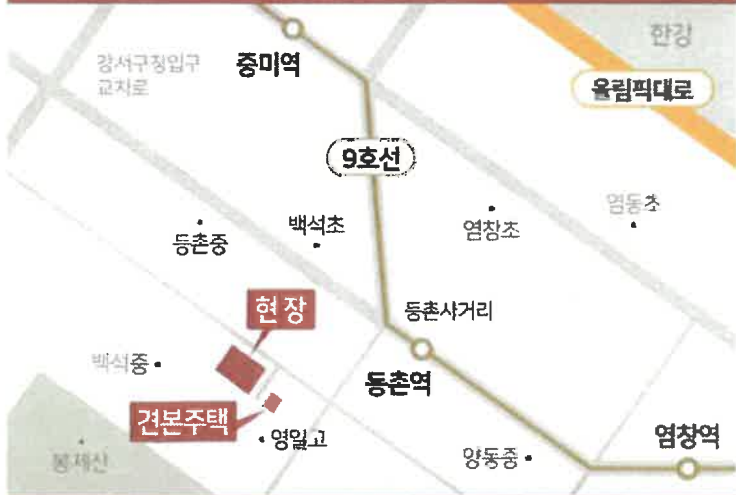 한강
강서구청입구
교차로
증미역
올림픽대로
9호선
염동초
백석초
염창초
등촌중
현장
등촌사거리
백석중
등촌역
견본주택
영일고
염창역
양동중
봉제산